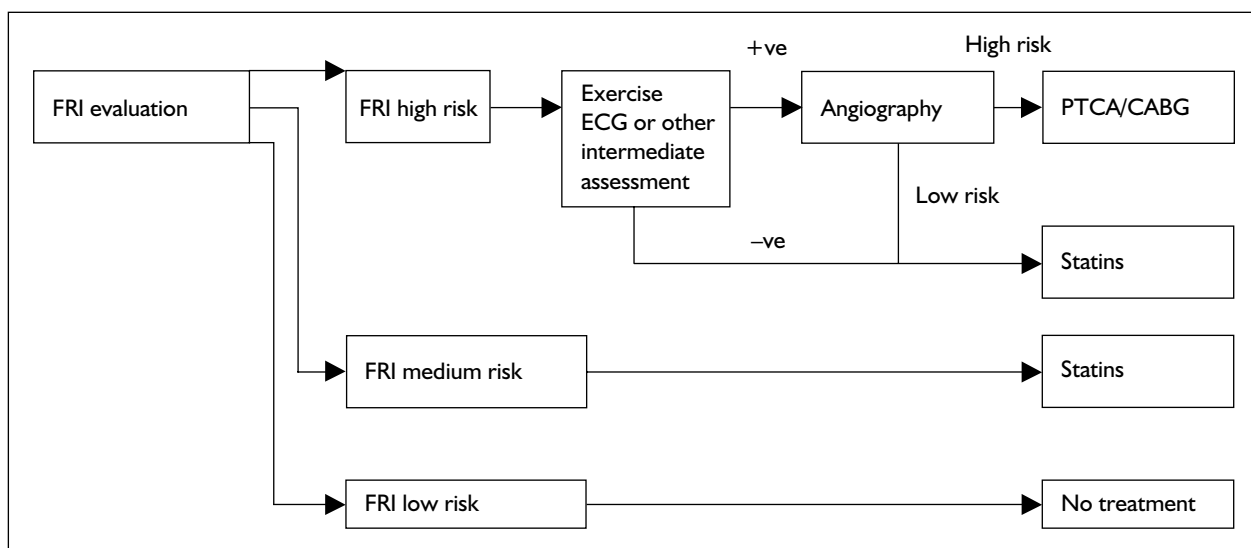 +ve
High risk
FRI evaluation
FRI high risk
Exercise
ECG or other
intermediate
assessment
Angiography
PTCA/CABG
Low risk
–ve
Statins
FRI medium risk
Statins
FRI low risk
No treatment